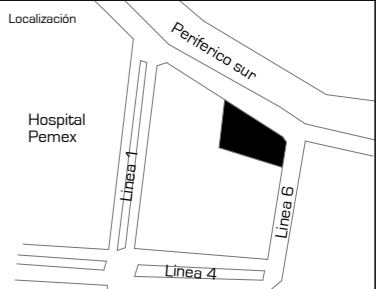 Localización
Periferico sur
Hospital
Pemex
Linea 1
Linea 6
Linea 4